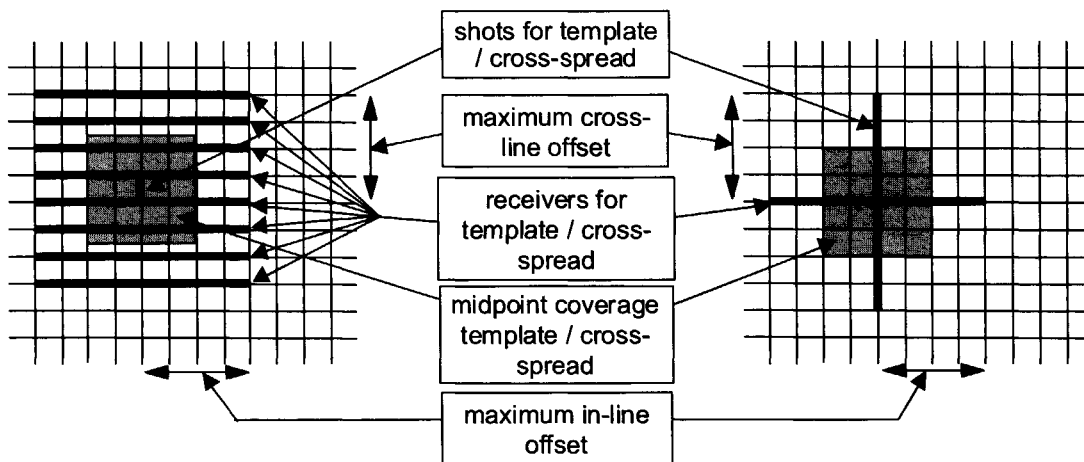 shots for template
/ cross-spread
maximum cross-
line offset
receivers for
template / cross-
spread
midpoint coverage
template / cross-
spread
maximum in-line
offset